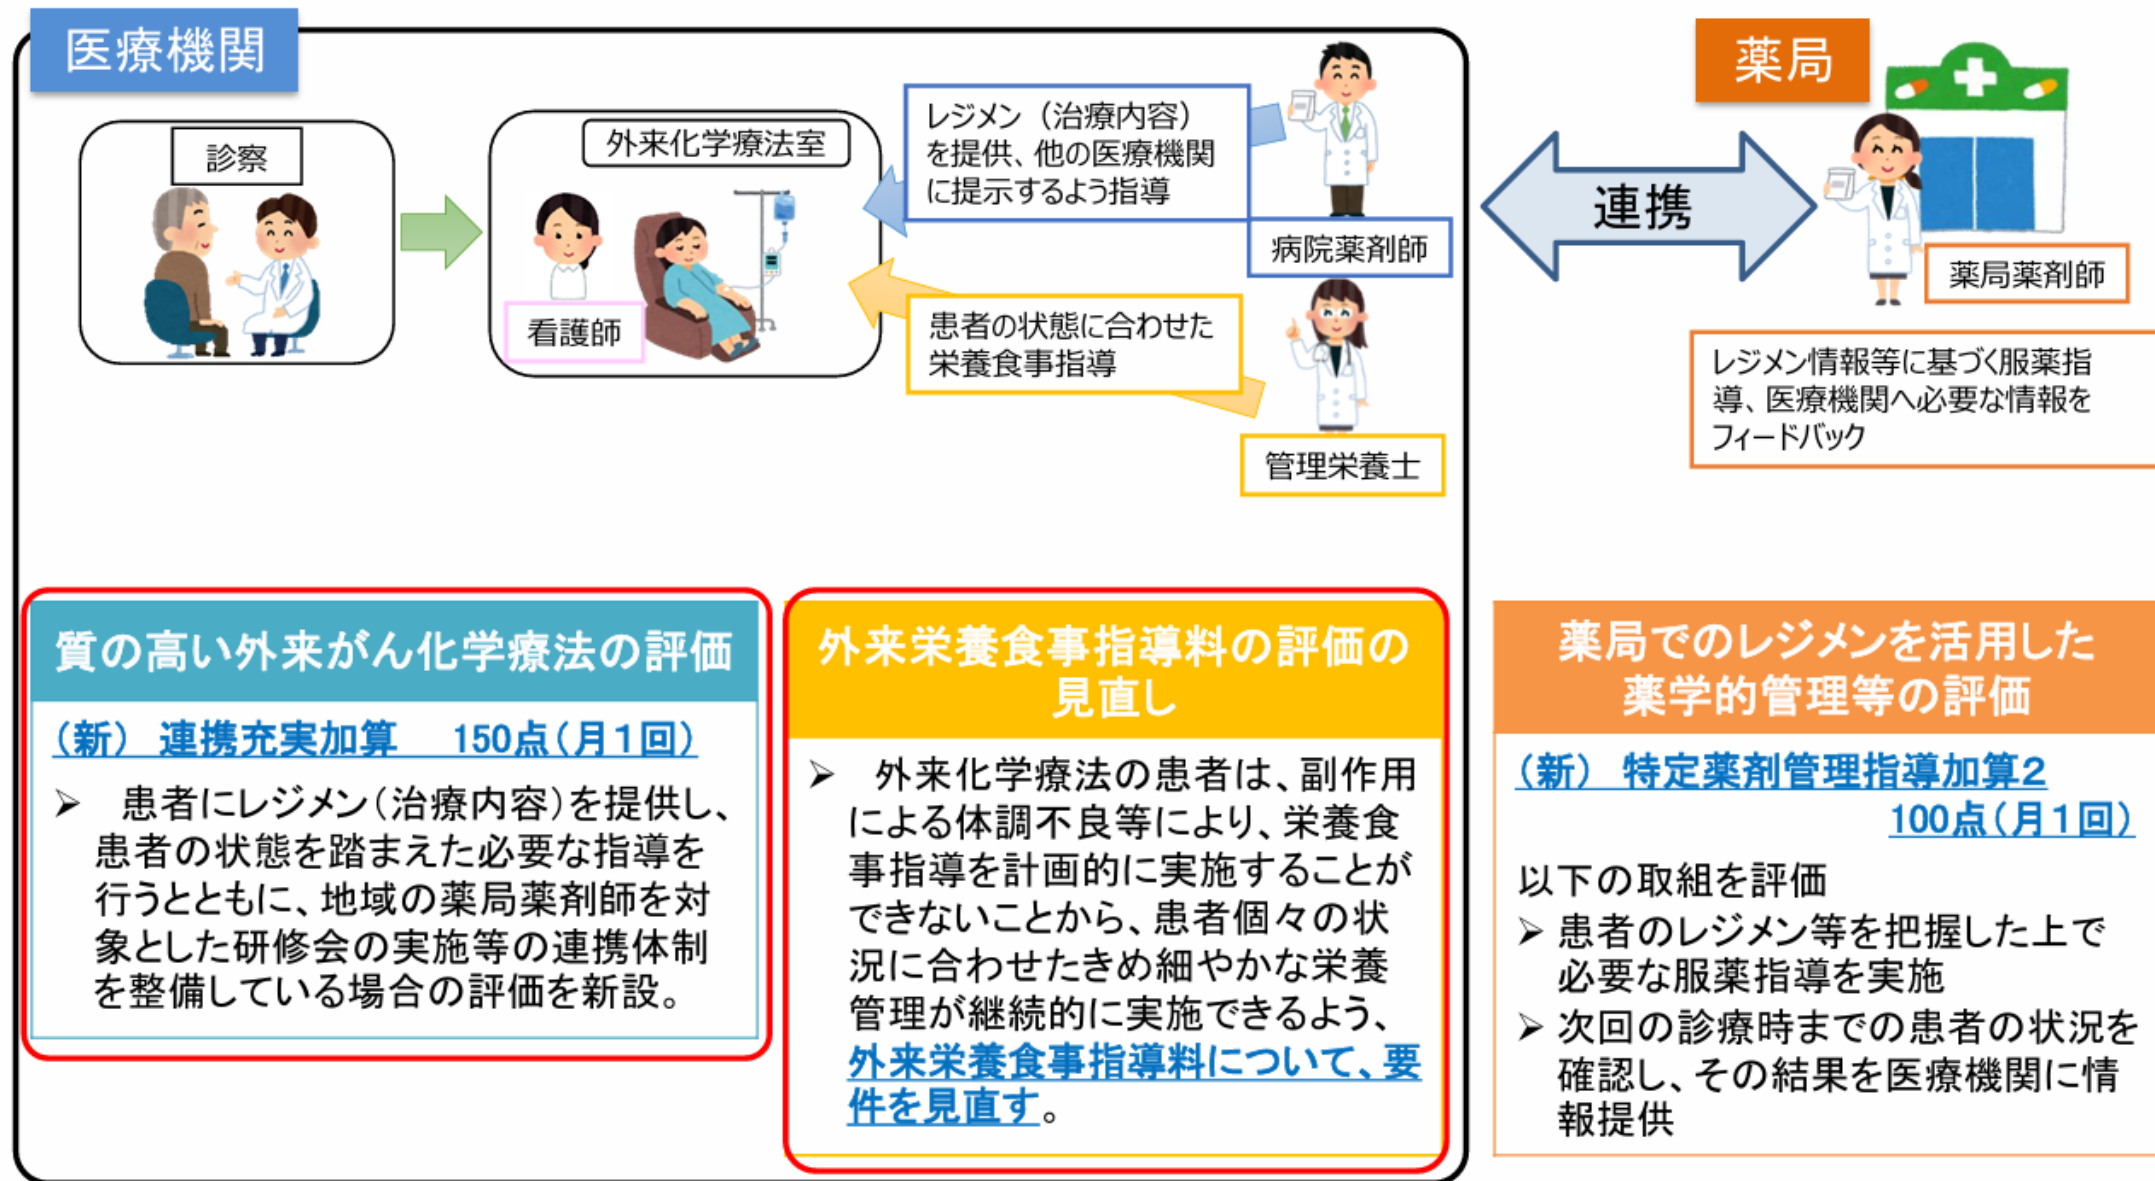 医療機関
診察
外来化学療法室
看護師
レジメン（治療内容）
を提供、他の医療機関
に提示するよう指導
病院薬剤師
患者の状態に合わせた
栄養食事指導
管理栄養士
連携
薬局
薬局薬剤師
レジメン情報等に基づく服薬指
導、医療機関へ必要な情報を
フィードバック
質の高い外来がん化学療法の評価
（新） 連携充実加算　150点（月１回）
➢ 患者にレジメン（治療内容）を提供し、
患者の状態を踏まえた必要な指導を
行うとともに、地域の薬局薬剤師を対
象とした研修会の実施等の連携体制
を整備している場合の評価を新設。
外来栄養食事指導料の評価の
見直し
➢ 外来化学療法の患者は、副作用
による体調不良等により、栄養食
事指導を計画的に実施することが
できないことから、患者個々の状
況に合わせたきめ細やかな栄養
管理が継続的に実施できるよう、
外来栄養食事指導料について、要
件を見直す。
薬局でのレジメンを活用した
薬学的管理等の評価
（新） 特定薬剤管理指導加算２
100点（月１回）
以下の取組を評価
➢ 患者のレジメン等を把握した上で
必要な服薬指導を実施
➢ 次回の診療時までの患者の状況を
確認し、その結果を医療機関に情
報提供